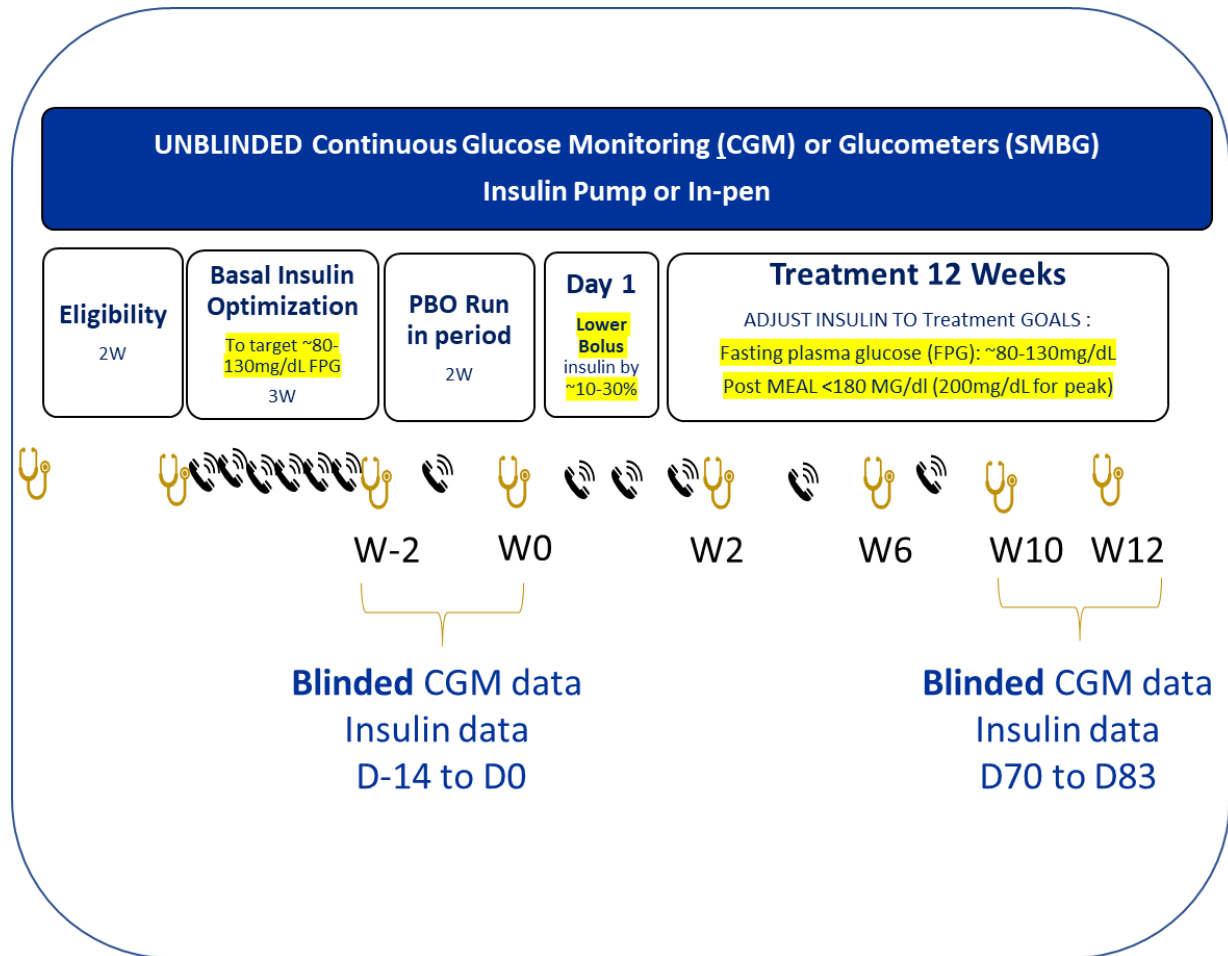 UNBLINDED Continuous Glucose Monitoring (CGM) or Glucometers (SMBG)
Insulin Pump or In-pen
Eligibility
2W
Basal Insulin
Optimization
To target ~80-
130mg/dL FPG
3W
PBO Run
in period
2W
Day 1
Lower
Bolus
insulin by
~10-30%
Treatment 12 Weeks
ADJUST INSULIN TO Treatment GOALS :
Fasting plasma glucose (FPG): ~80-130mg/dL
Post MEAL <180 MG/dl (200mg/dL for peak)
W-2
W0
W2
W6
W10
W12
Blinded CGM data
Insulin data
D-14 to D0
Blinded CGM data
Insulin data
D70 to D83